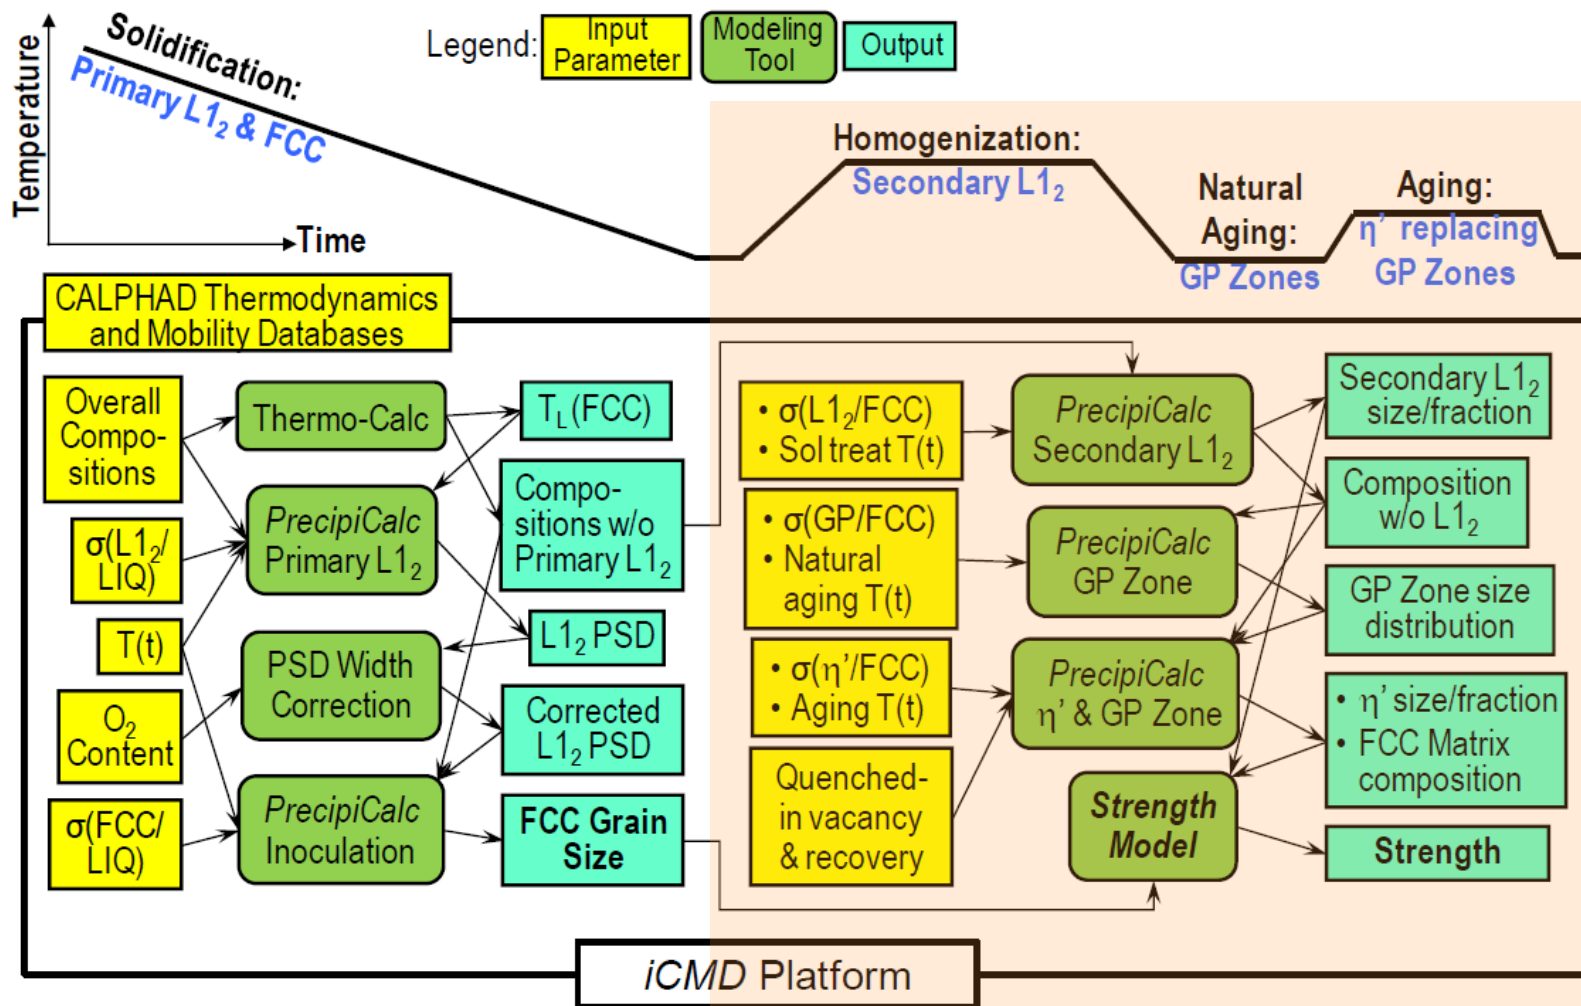 Legend:
Input
Parameter
Modeling
Tool
Output
Temperature
Time
Solidification:
Primary L1₂ & FCC
Homogenization:
Secondary L1₂
Natural
Aging:
GP Zones
Aging:
η’ replacing
GP Zones
CALPHAD Thermodynamics
and Mobility Databases
Overall
Compo-
sitions
σ(L1₂/
LIQ)
T(t)
O₂
Content
σ(FCC/
LIQ)
Thermo-Calc
PrecipiCalc
Primary L1₂
PSD Width
Correction
PrecipiCalc
Inoculation
T_L (FCC)
Compo-
sitions w/o
Primary L1₂
L1₂ PSD
Corrected
L1₂ PSD
FCC Grain
Size
• σ(L1₂/FCC)
• Sol treat T(t)
• σ(GP/FCC)
• Natural
aging T(t)
• σ(η’/FCC)
• Aging T(t)
Quenched-
in vacancy
& recovery
PrecipiCalc
Secondary L1₂
PrecipiCalc
GP Zone
PrecipiCalc
η’ & GP Zone
Strength
Model
Secondary L1₂
size/fraction
Composition
w/o L1₂
GP Zone size
distribution
• η’ size/fraction
• FCC Matrix
composition
Strength
iCMD Platform